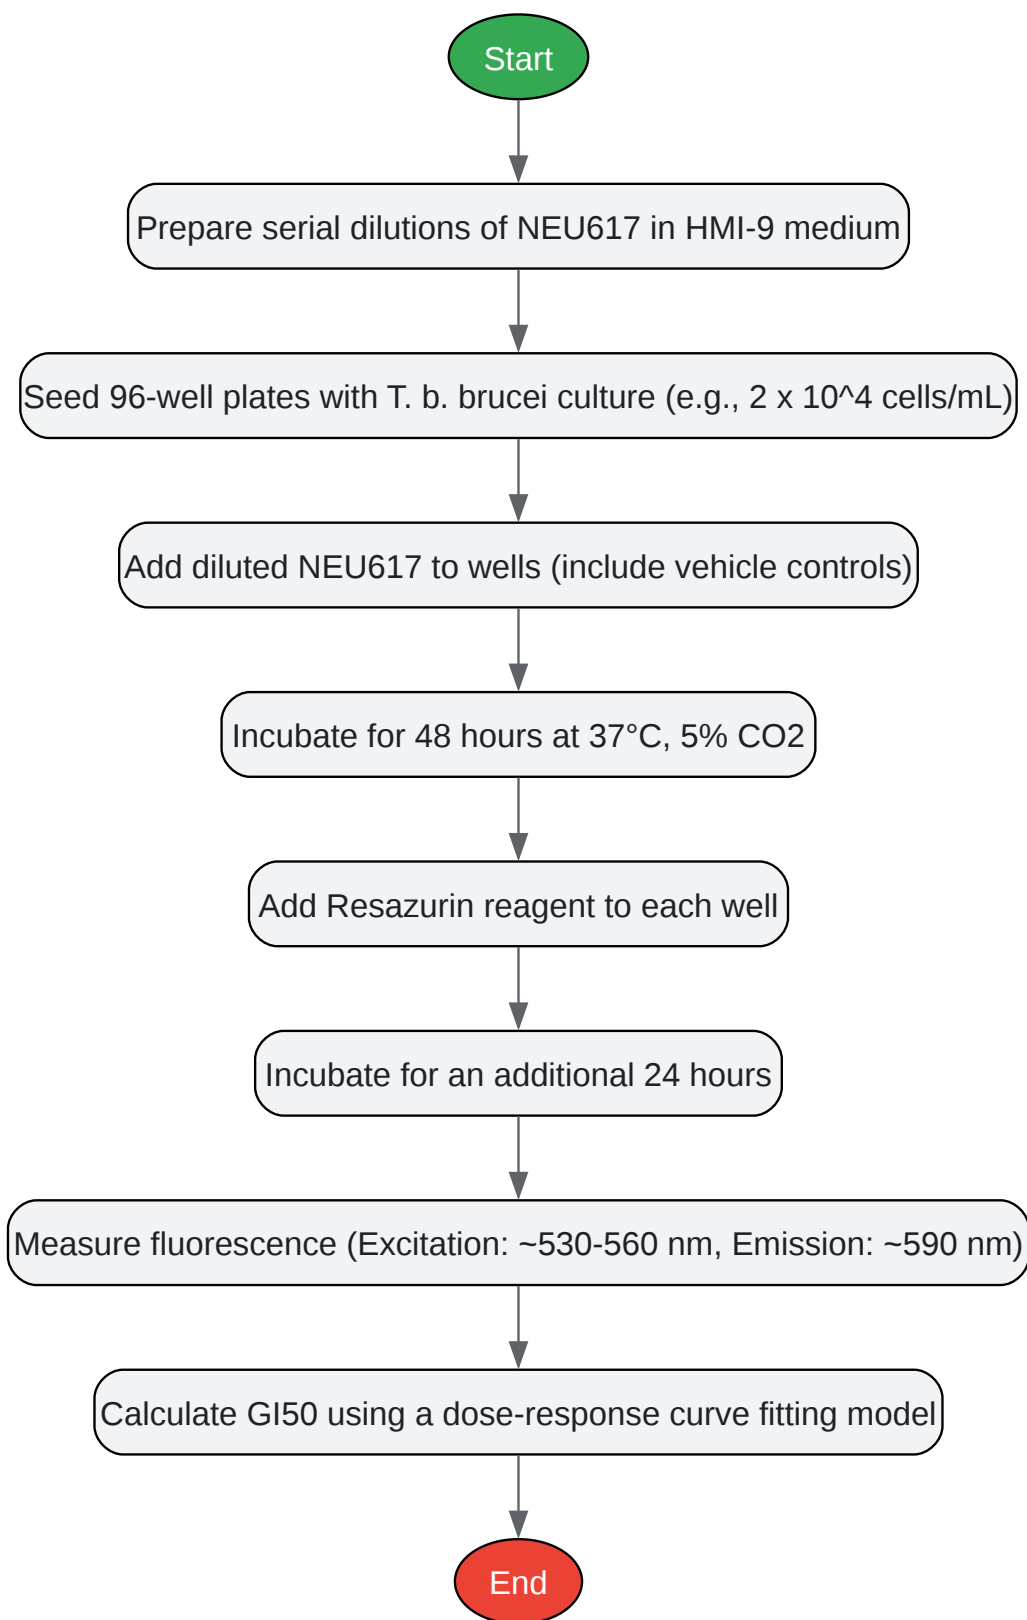 Start
Prepare serial dilutions of NEU617 in HMI-9 medium
Seed 96-well plates with T. b. brucei culture (e.g., 2 x 10^4 cells/mL)
Add diluted NEU617 to wells (include vehicle controls)
Incubate for 48 hours at 37°C, 5% CO2
Add Resazurin reagent to each well
Incubate for an additional 24 hours
Measure fluorescence (Excitation: ~530-560 nm, Emission: ~590 nm)
Calculate GI50 using a dose-response curve fitting model
End